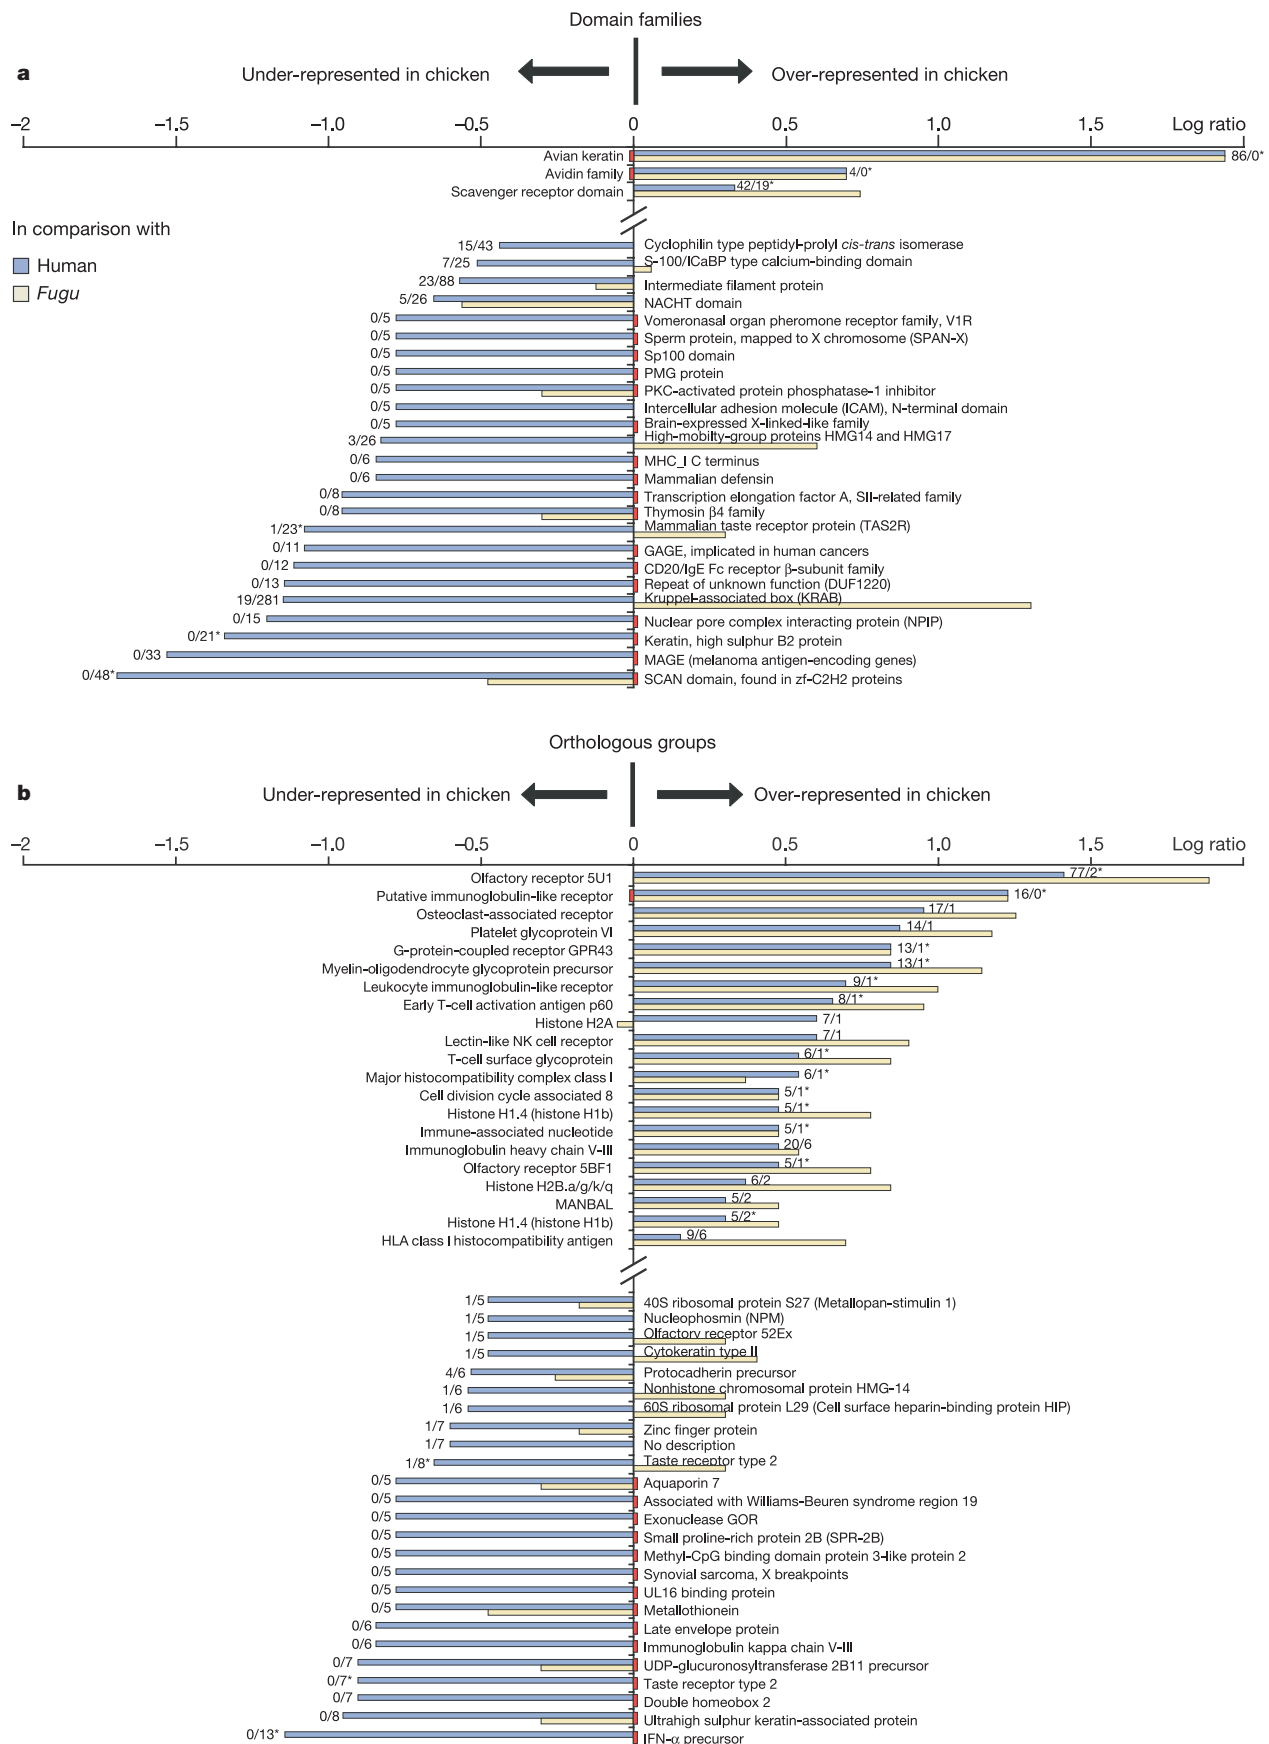 Domain families
a
Under-represented in chicken
Over-represented in chicken
–2 –1.5 –1.0 –0.5 0 0.5 1.0 1.5 Log ratio
Avian keratin 86/0*
Avidin family 4/0*
Scavenger receptor domain 42/19*
In comparison with
Human
Fugu
15/43 Cyclophilin type peptidyl-prolyl cis-trans isomerase
7/25 S-100/ICaBP type calcium-binding domain
23/88 Intermediate filament protein
5/26 NACHT domain
0/5 Vomeronasal organ pheromone receptor family, V1R
0/5 Sperm protein, mapped to X chromosome (SPAN-X)
0/5 Sp100 domain
0/5 PMG protein
0/5 PKC-activated protein phosphatase-1 inhibitor
0/5 Intercellular adhesion molecule (ICAM), N-terminal domain
0/5 Brain-expressed X-linked-like family
3/26 High-mobilty-group proteins HMG14 and HMG17
0/6 MHC_I C terminus
0/6 Mammalian defensin
0/8 Transcription elongation factor A, SII-related family
0/8 Thymosin β4 family
1/23* Mammalian taste receptor protein (TAS2R)
0/11 GAGE, implicated in human cancers
0/12 CD20/IgE Fc receptor β-subunit family
0/13 Repeat of unknown function (DUF1220)
19/281 Kruppel-associated box (KRAB)
0/15 Nuclear pore complex interacting protein (NPIP)
0/21* Keratin, high sulphur B2 protein
0/33 MAGE (melanoma antigen-encoding genes)
0/48* SCAN domain, found in zf-C2H2 proteins
Orthologous groups
b
Under-represented in chicken
Over-represented in chicken
–2 –1.5 –1.0 –0.5 0 0.5 1.0 1.5 Log ratio
Olfactory receptor 5U1 77/2*
Putative immunoglobulin-like receptor 16/0*
Osteoclast-associated receptor 17/1
Platelet glycoprotein VI 14/1
G-protein-coupled receptor GPR43 13/1*
Myelin-oligodendrocyte glycoprotein precursor 13/1*
Leukocyte immunoglobulin-like receptor 9/1*
Early T-cell activation antigen p60 8/1*
Histone H2A 7/1
Lectin-like NK cell receptor 7/1
T-cell surface glycoprotein 6/1*
Major histocompatibility complex class I 6/1*
Cell division cycle associated 8 5/1*
Histone H1.4 (histone H1b) 5/1*
Immune-associated nucleotide 5/1*
Immunoglobulin heavy chain V-III 20/6
Olfactory receptor 5BF1 5/1*
Histone H2B.a/g/k/q 6/2
MANBAL 5/2
Histone H1.4 (histone H1b) 5/2*
HLA class I histocompatibility antigen 9/6
1/5 40S ribosomal protein S27 (Metallopan-stimulin 1)
1/5 Nucleophosmin (NPM)
1/5 Olfactory receptor 52Ex
1/5 Cytokeratin type II
4/6 Protocadherin precursor
1/6 Nonhistone chromosomal protein HMG-14
1/6 60S ribosomal protein L29 (Cell surface heparin-binding protein HIP)
1/7 Zinc finger protein
1/7 No description
1/8* Taste receptor type 2
0/5 Aquaporin 7
0/5 Associated with Williams-Beuren syndrome region 19
0/5 Exonuclease GOR
0/5 Small proline-rich protein 2B (SPR-2B)
0/5 Methyl-CpG binding domain protein 3-like protein 2
0/5 Synovial sarcoma, X breakpoints
0/5 UL16 binding protein
0/5 Metallothionein
0/6 Late envelope protein
0/6 Immunoglobulin kappa chain V-III
0/7 UDP-glucuronosyltransferase 2B11 precursor
0/7* Taste receptor type 2
0/7 Double homeobox 2
0/8 Ultrahigh sulphur keratin-associated protein
0/13* IFN-α precursor